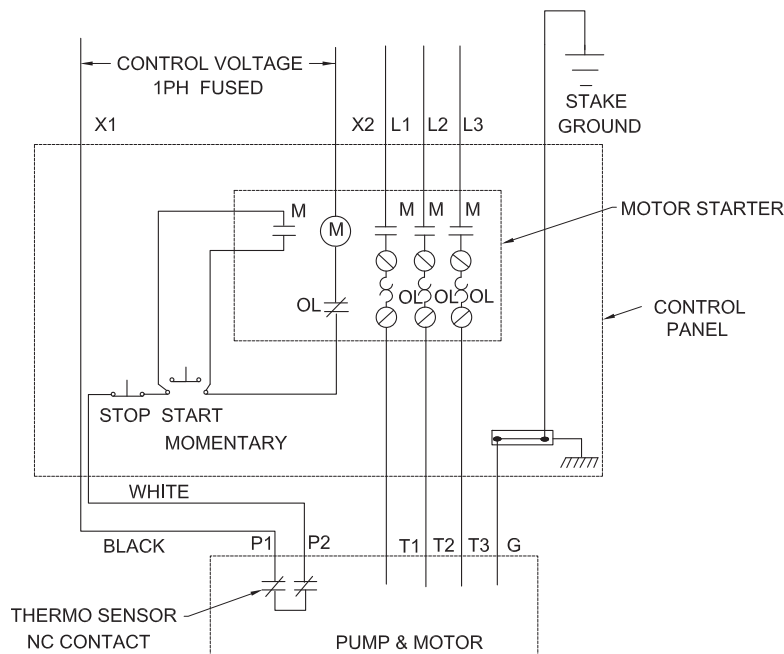 CONTROL VOLTAGE
1PH FUSED
STAKE
GROUND
X1
X2
L1
L2
L3
M
M
M
M
M
MOTOR STARTER
OL
OL
OL
OL
CONTROL
PANEL
STOP
START
MOMENTARY
WHITE
BLACK
P1
P2
T1
T2
T3
G
THERMO SENSOR
NC CONTACT
PUMP & MOTOR